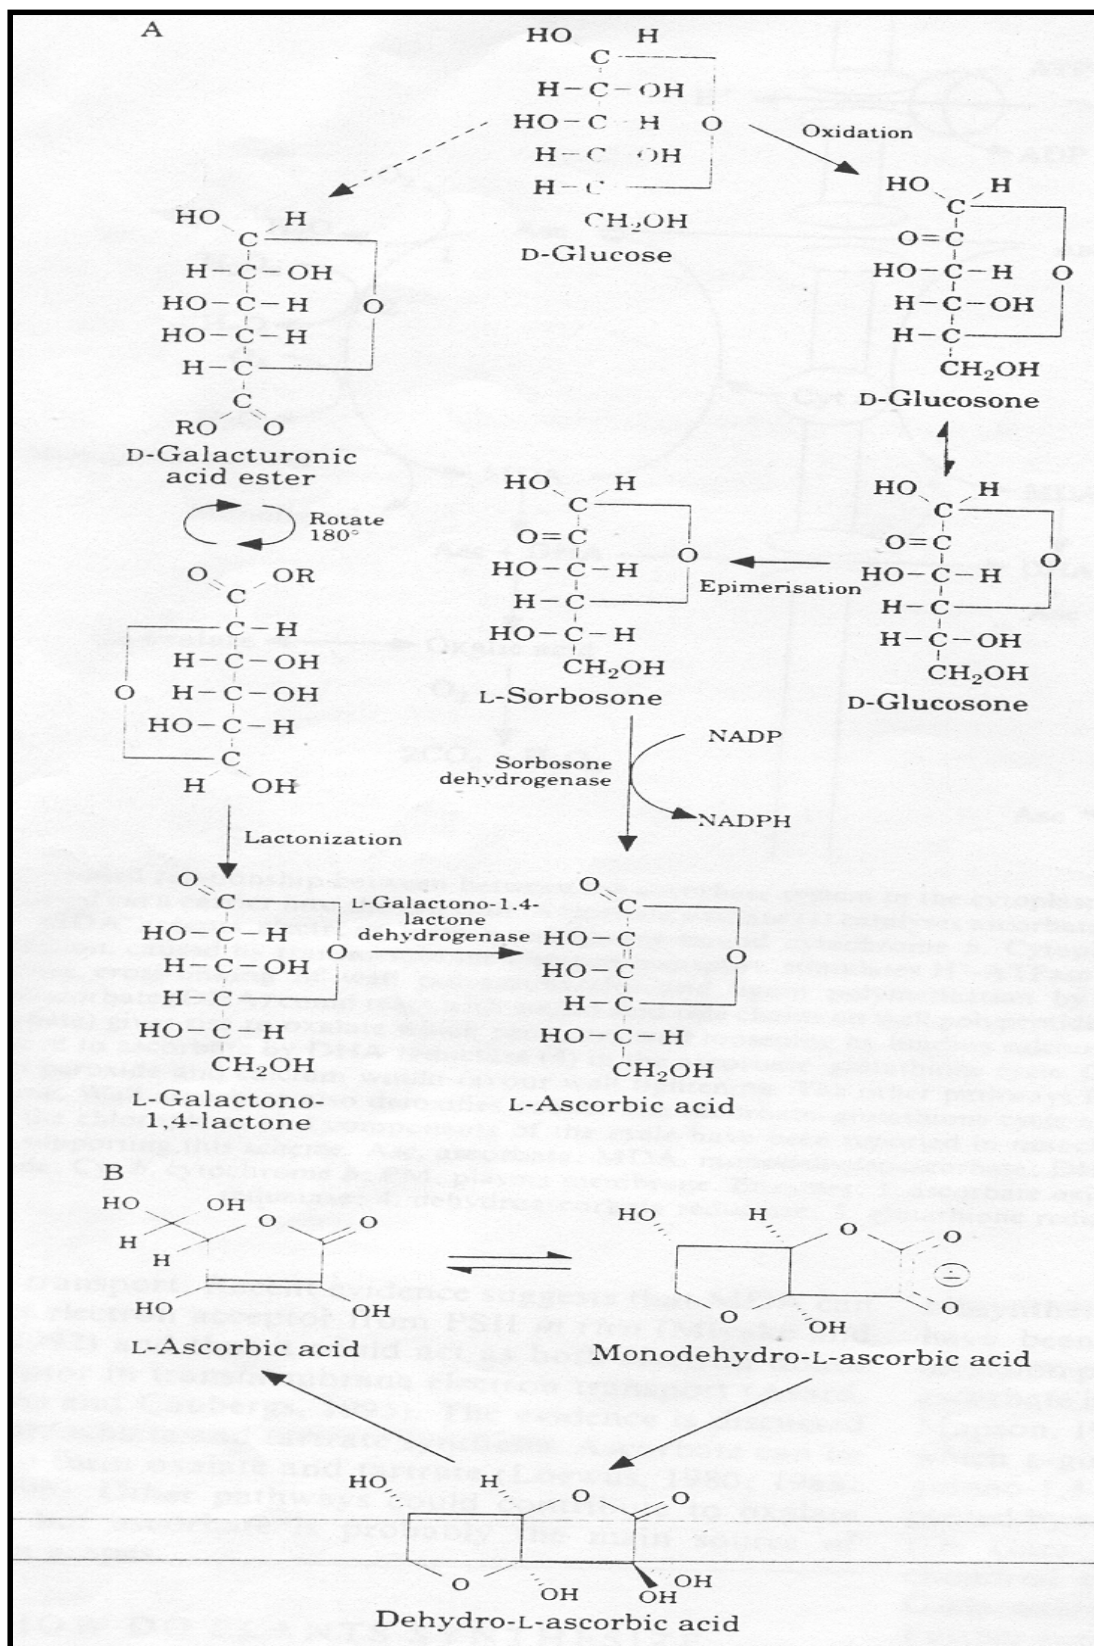 A
HO H
C
H–C–OH
HO–C–H O
H–C–OH
H–C
CH₂OH
D-Glucose
Oxidation
HO H
C
O=C
HO–C–H O
H–C–OH
H–C
CH₂OH
D-Glucosone
HO H
C
H–C–OH
HO–C–H O
HO–C–H
H–C
C
RO O
D-Galacturonic
acid ester
Rotate
180°
HO H
C
O=C
HO–C–H O
H–C
H–C–OH
CH₂OH
D-Glucosone
Epimerisation
HO H
C
O=C O
HO–C–H
H–C
HO–C–H
CH₂OH
L-Sorbosone
O OR
C
C–H
H–C–OH
O H–C–OH
HO–C–H
C
H OH
Lactonization
Sorbosone
dehydrogenase
NADP
NADPH
O
C
HO–C–H
H–C–OH O
H–C
HO–C–H
CH₂OH
L-Galactono-
1,4-lactone
L-Galactono-1.4-
lactone
dehydrogenase
O
C
HO–C
HO–C O
H–C
HO–C–H
CH₂OH
L-Ascorbic acid
B
HO OH
O O
H H
HO OH
L-Ascorbic acid
HO H O O
O
O OH
Monodehydro-L-ascorbic acid
HO H O O
O OH OH
OH
Dehydro-L-ascorbic acid